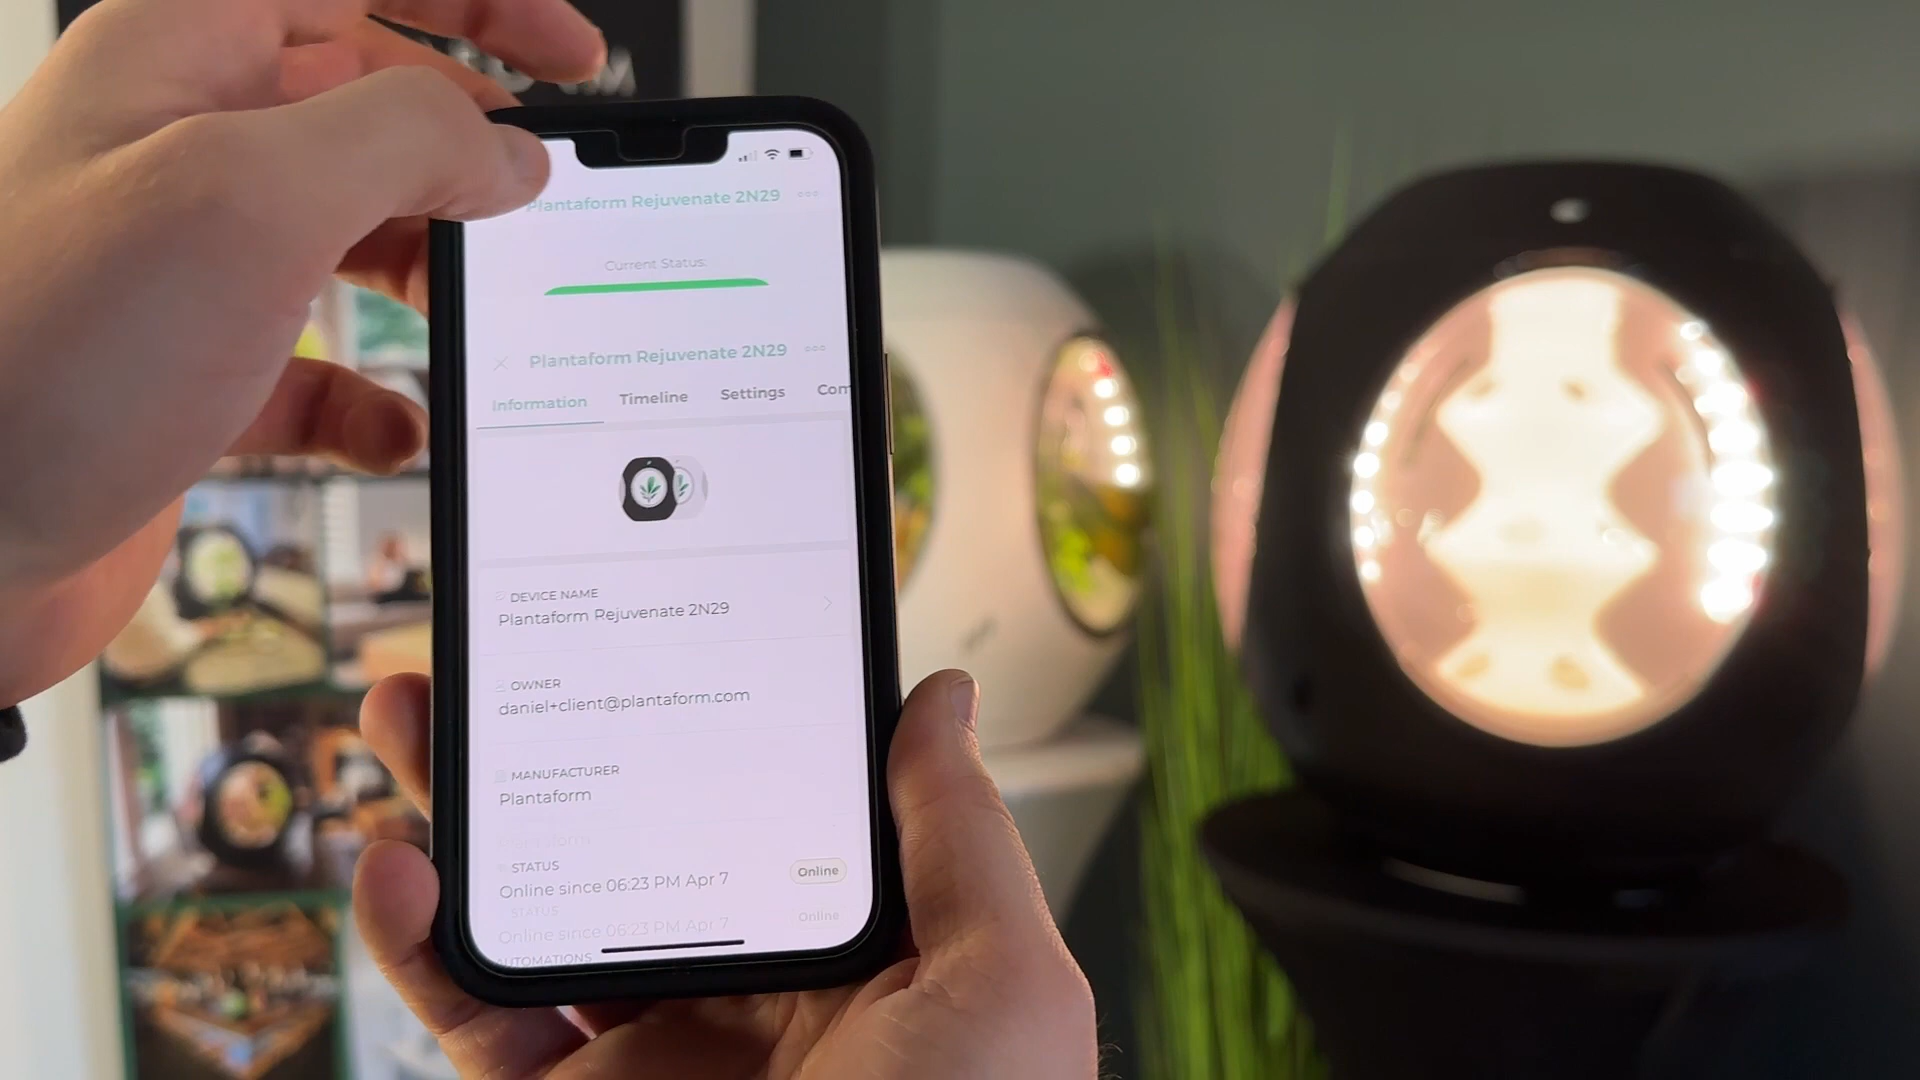 Plantaform Rejuvenate 2N29
Current Status:
Plantaform Rejuvenate 2N29
Information Timeline Settings Com
DEVICE NAME
Plantaform Rejuvenate 2N29
OWNER
daniel+client@plantaform.com
MANUFACTURER
Plantaform
STATUS
Online since 06:23 PM Apr 7 Online
STATUS
Online since 06:23 PM Apr 7 Online
AUTOMATIONS